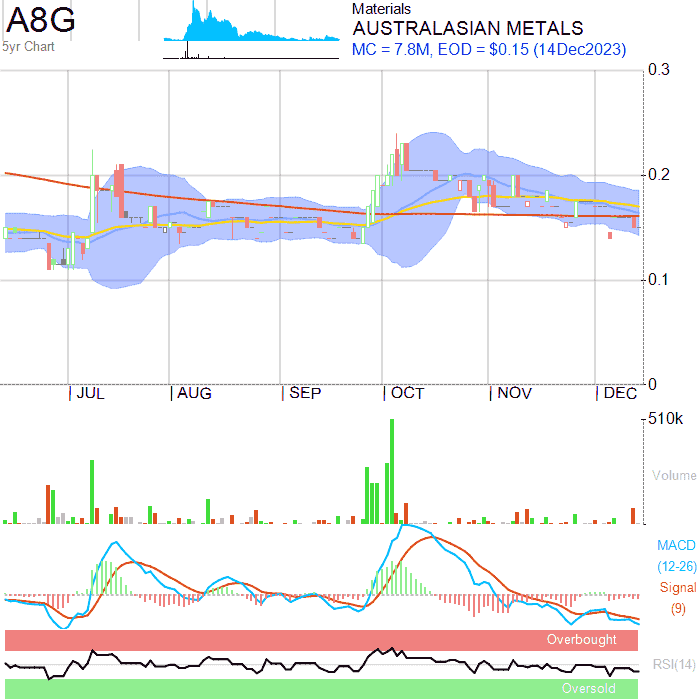 A8G
5yr Chart
Materials
AUSTRALASIAN METALS
MC = 7.8M, EOD = $0.15 (14Dec2023)
0.3
0.2
0.1
0
JUL AUG SEP OCT NOV DEC
510k
Volume
MACD
(12-26)
Signal
(9)
Overbought
RSI(14)
Oversold